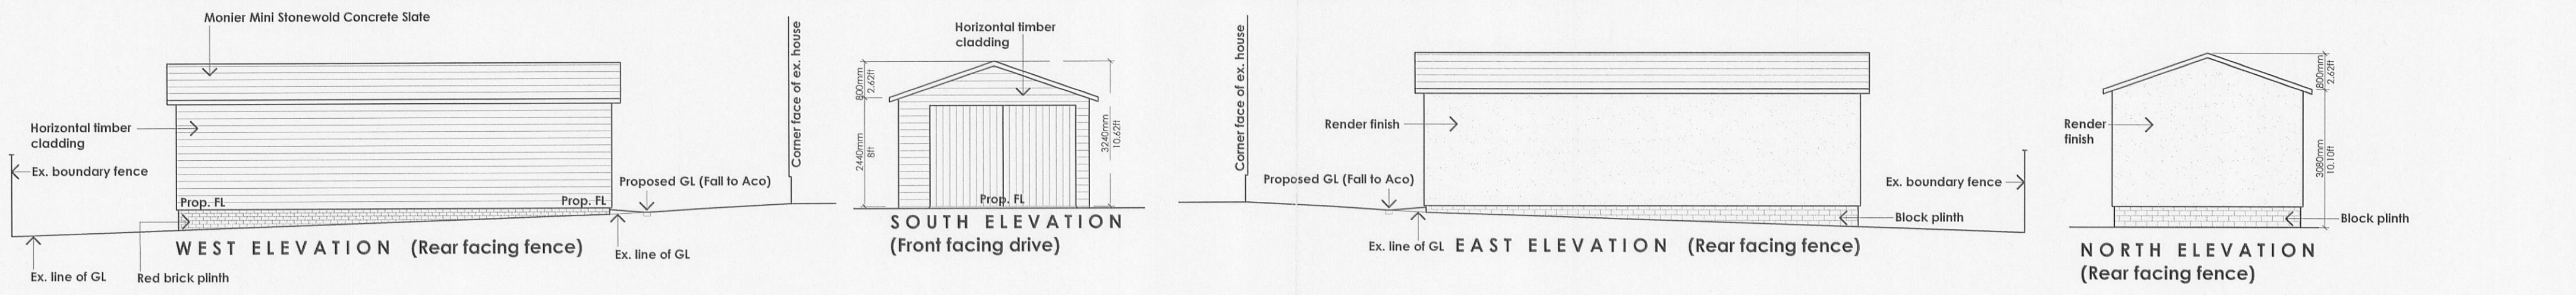 Monier Mini Stonewold Concrete Slate
Horizontal timber
cladding
Ex. boundary fence
Prop. FL
Prop. FL
Proposed GL (Fall to Aco)
Corner face of ex. house
WEST ELEVATION (Rear facing fence)
Ex. line of GL
Red brick plinth
Ex. line of GL
Horizontal timber
cladding
800mm
2.62ft
2440mm
8ft
3240mm
10.62ft
Prop. FL
SOUTH ELEVATION
(Front facing drive)
Corner face of ex. house
Render finish
Proposed GL (Fall to Aco)
Ex. boundary fence
Block plinth
Ex. line of GL
EAST ELEVATION (Rear facing fence)
Render
finish
800mm
2.62ft
3080mm
10.10ft
Block plinth
NORTH ELEVATION
(Rear facing fence)